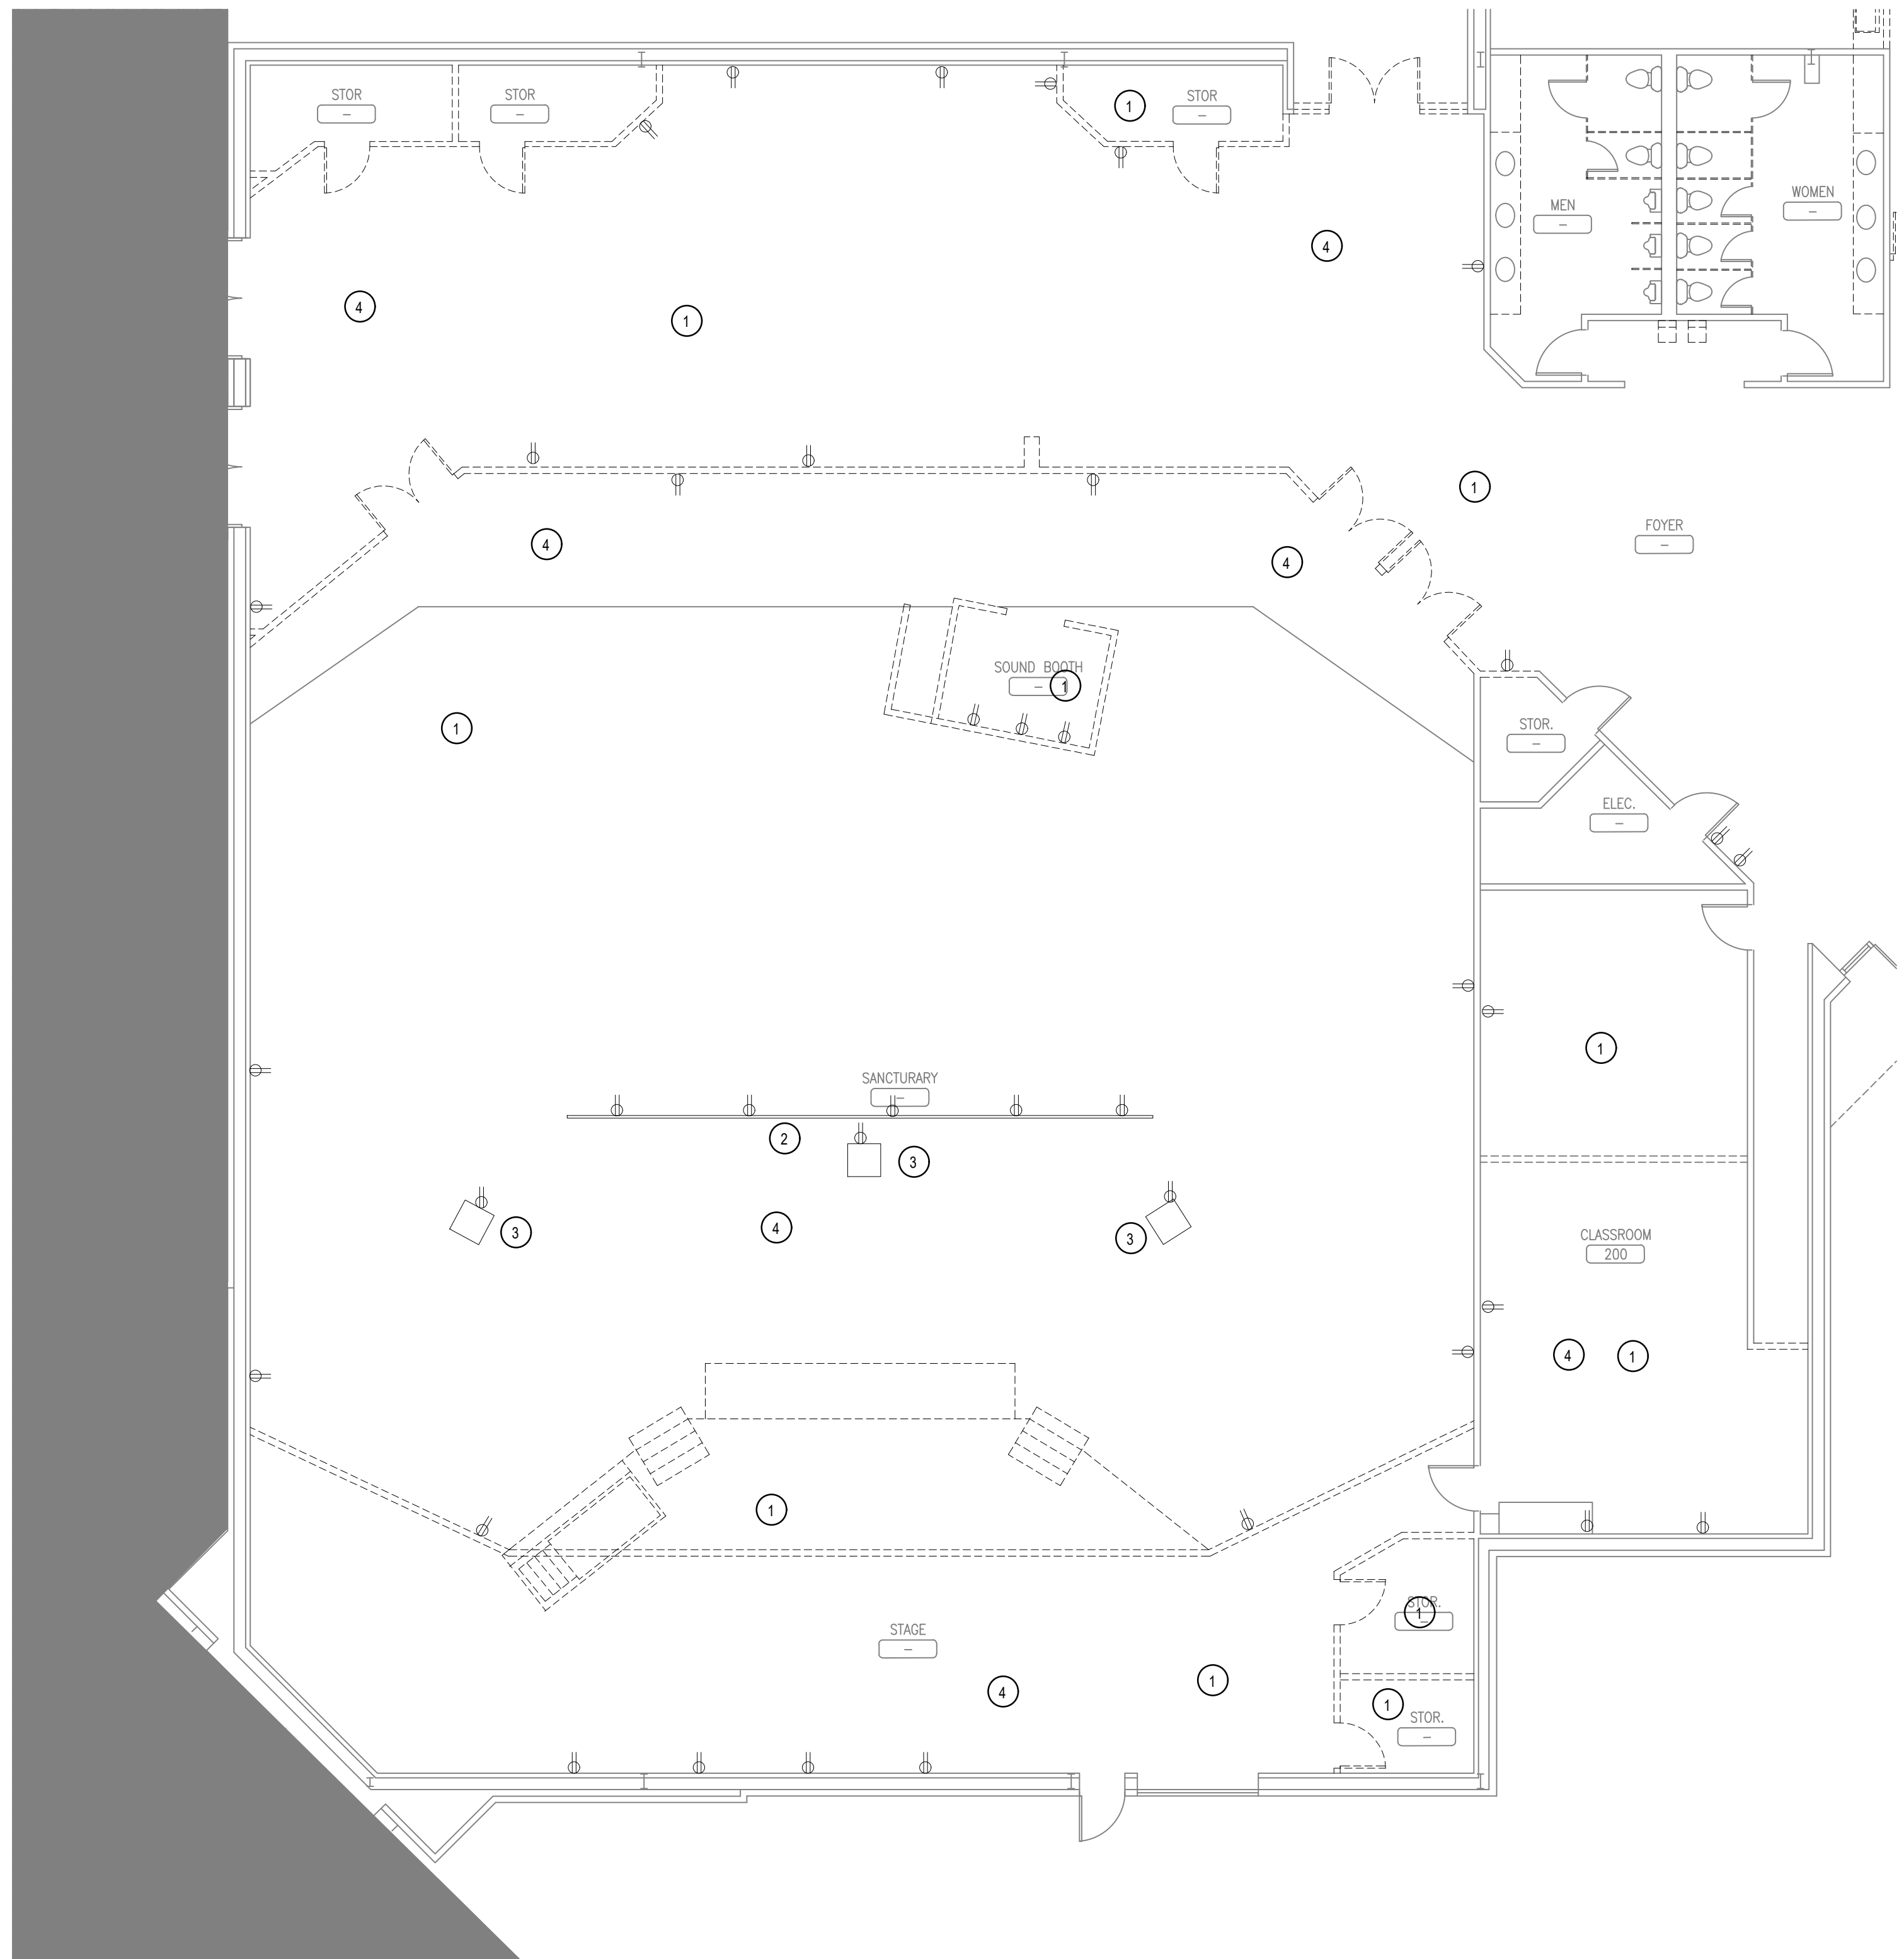 STOR
–
STOR
–
1
STOR
–
MEN
–
WOMEN
–
4
4
1
1
FOYER
–
4
4
SOUND BOOTH
–
1
1
STOR.
–
ELEC.
–
1
SANCTURARY
–
2
3
3
4
3
CLASSROOM
200
4
1
1
STOR.
–
1
STAGE
–
4
1
1
STOR.
–